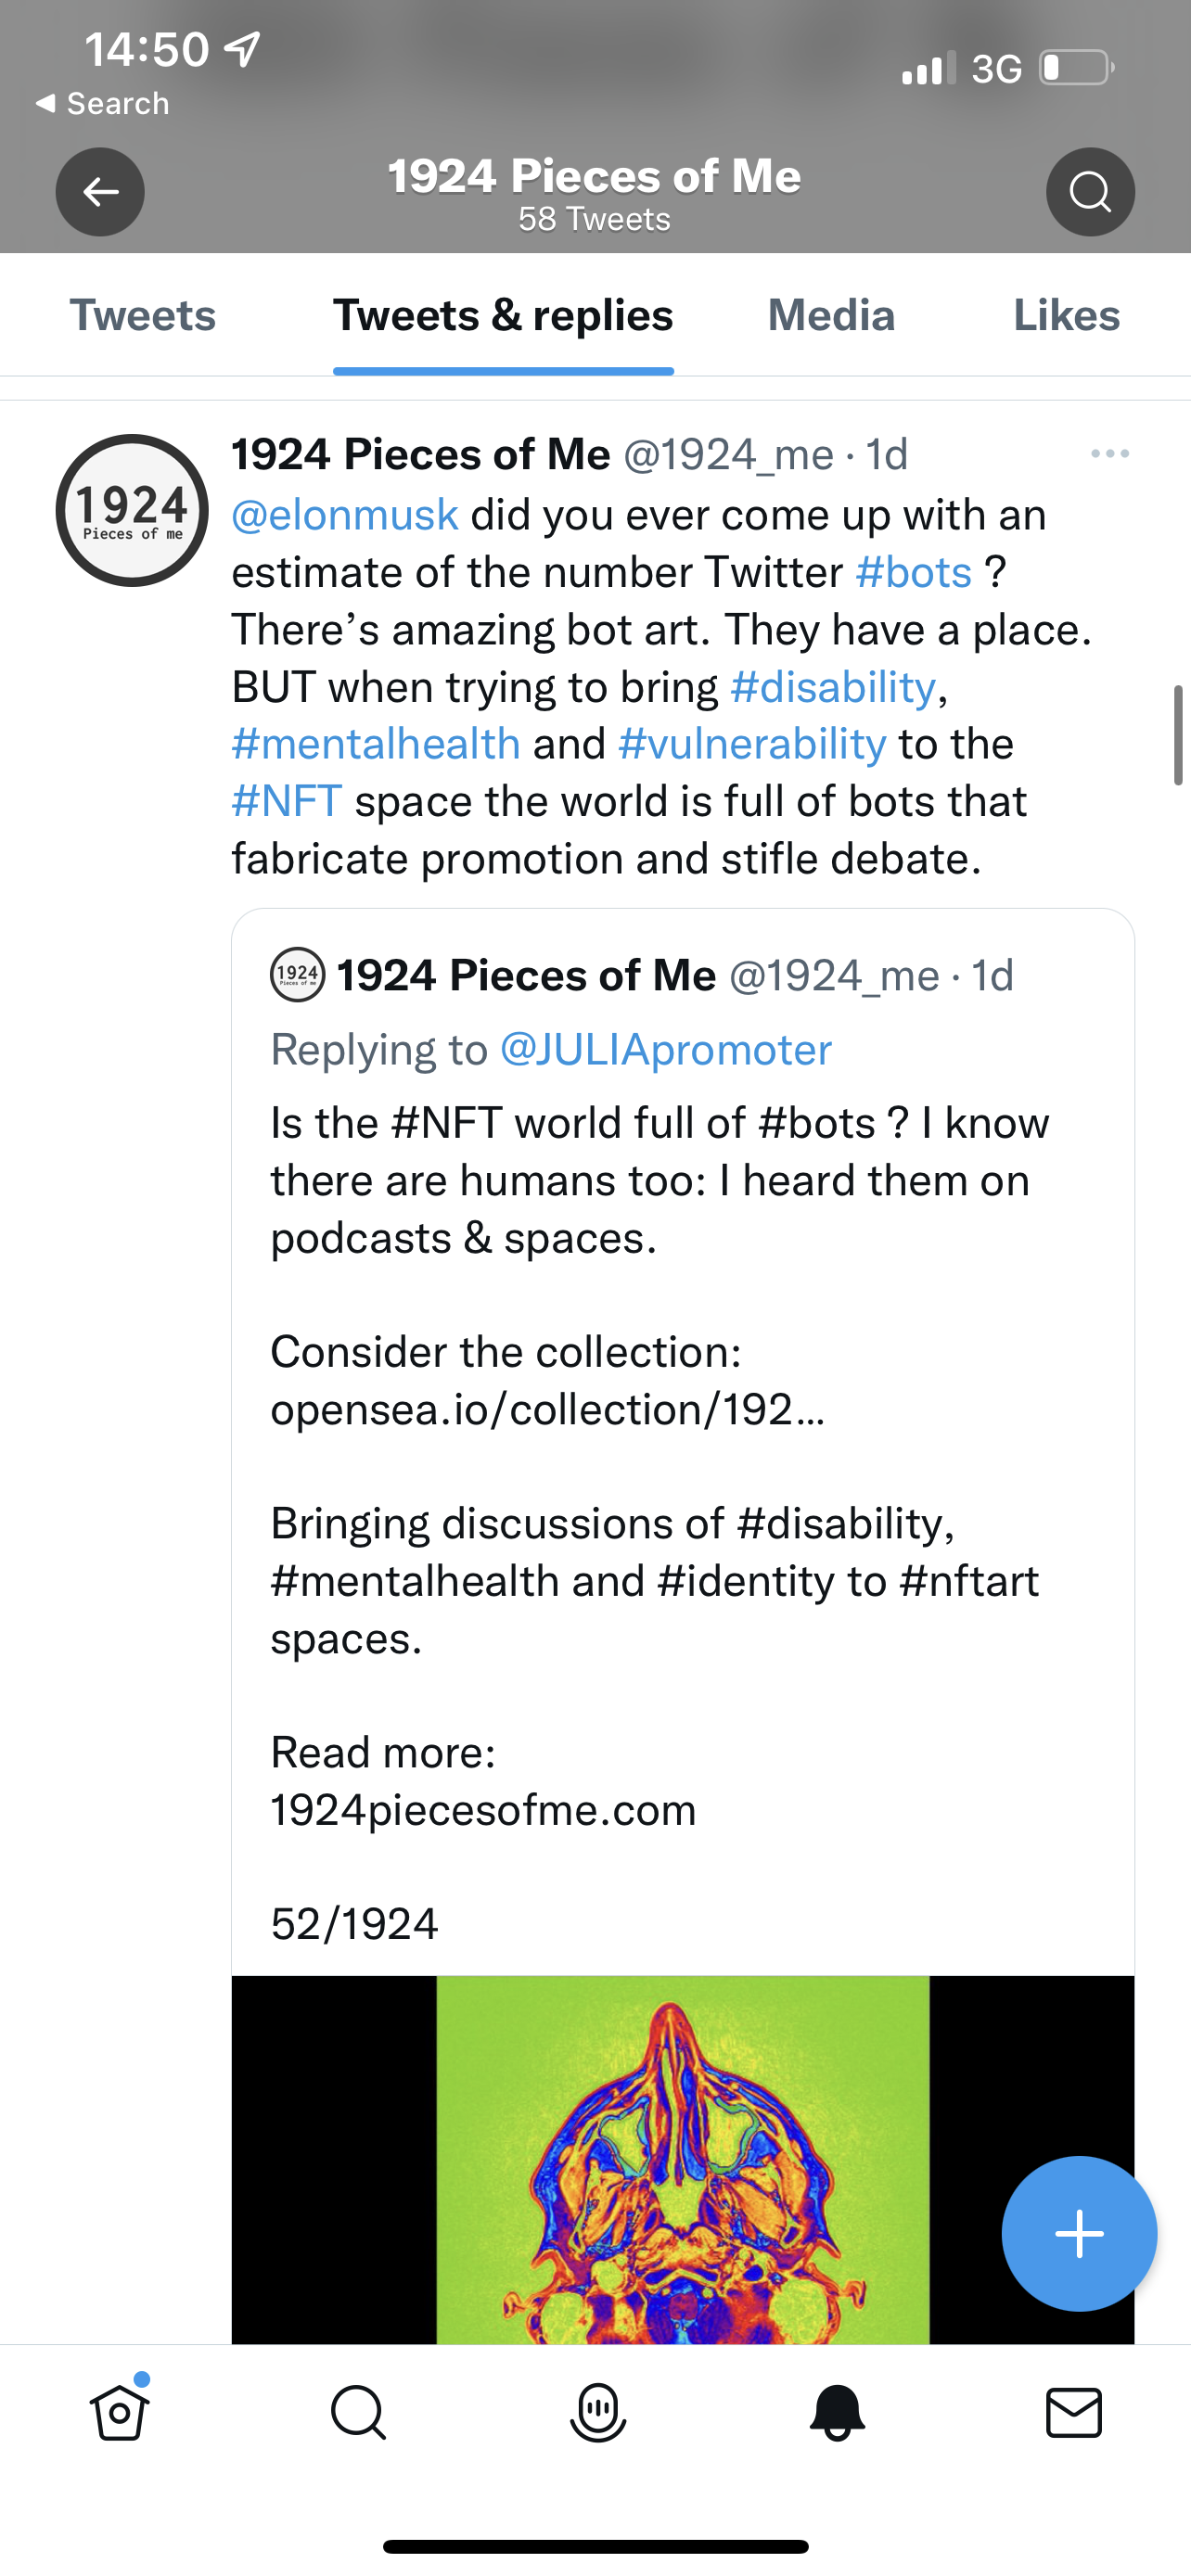 14:50
3G
Search
1924 Pieces of Me
58 Tweets
Tweets
Tweets & replies
Media
Likes
1924
Pieces of me
1924 Pieces of Me @1924_me · 1d
@elonmusk did you ever come up with an
estimate of the number Twitter #bots ?
There’s amazing bot art. They have a place.
BUT when trying to bring #disability,
#mentalhealth and #vulnerability to the
#NFT space the world is full of bots that
fabricate promotion and stifle debate.
1924
Pieces of me
1924 Pieces of Me @1924_me · 1d
Replying to @JULIApromoter
Is the #NFT world full of #bots ? I know
there are humans too: I heard them on
podcasts & spaces.
Consider the collection:
opensea.io/collection/192...
Bringing discussions of #disability,
#mentalhealth and #identity to #nftart
spaces.
Read more:
1924piecesofme.com
52/1924